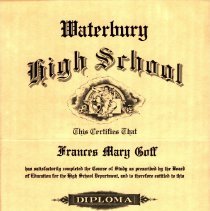 Waterbury
High School
This Certifies That
Frances Mary Goff
has satisfactorily completed the Course of Study as prescribed by the Board
of Education for the High School Department, and is therefore entitled to this
DIPLOMA